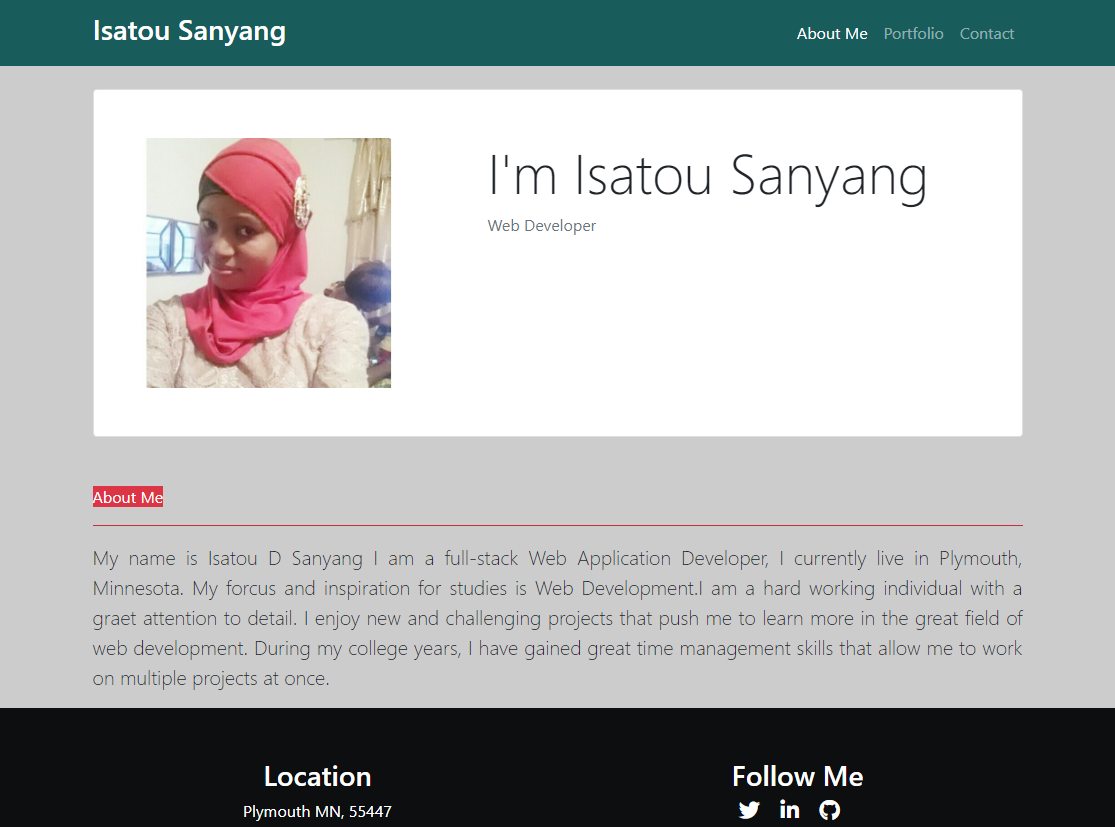 Isatou Sanyang
About Me Portfolio Contact
I'm Isatou Sanyang
Web Developer
About Me
My name is Isatou D Sanyang I am a full-stack Web Application Developer, I currently live in Plymouth,
Minnesota. My forcus and inspiration for studies is Web Development.I am a hard working individual with a
graet attention to detail. I enjoy new and challenging projects that push me to learn more in the great field of
web development. During my college years, I have gained great time management skills that allow me to work
on multiple projects at once.
Location
Follow Me
Plymouth MN, 55447